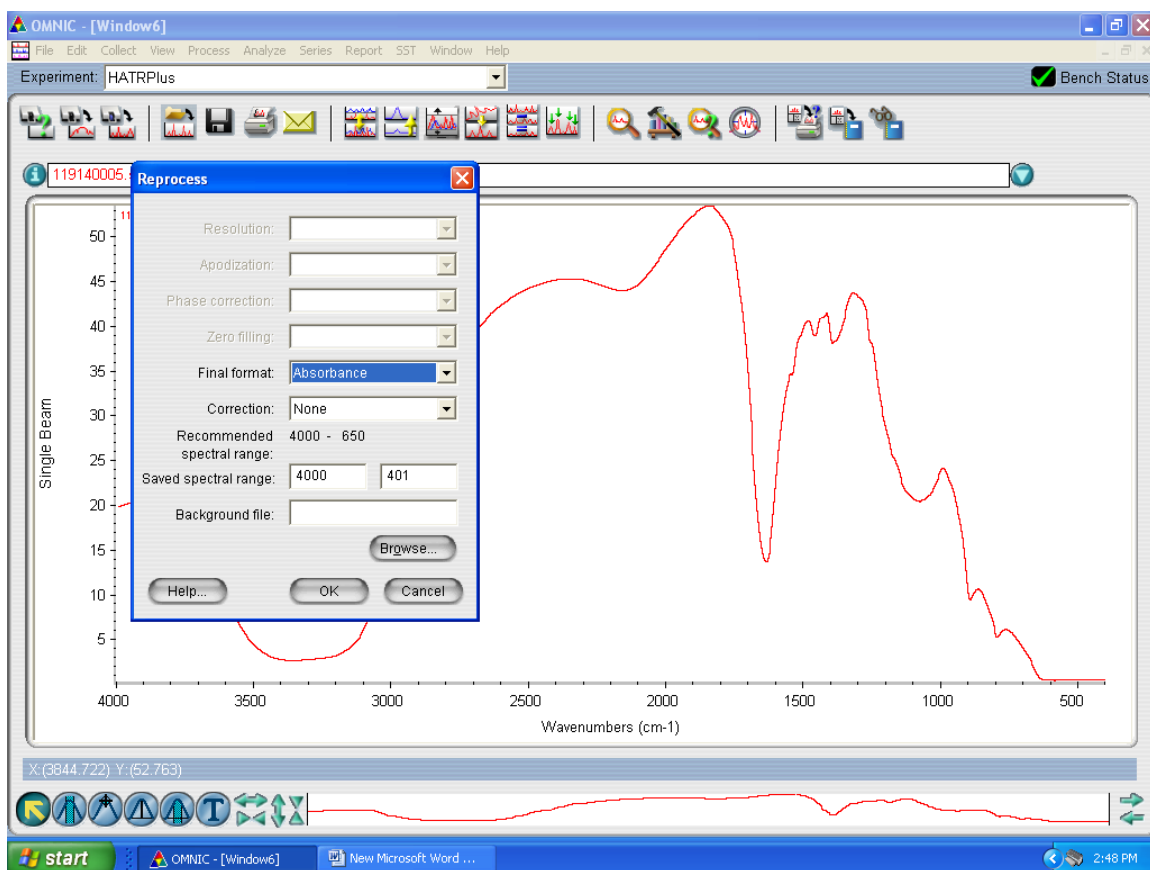 OMNIC - [Window6]
File Edit Collect View Process Analyze Series Report SST Window Help
Experiment: HATRPlus
Bench Status
119140005.
Reprocess
11
Resolution:
Apodization:
Phase correction:
Zero filling:
Final format: Absorbance
Correction: None
Recommended 4000 - 650
spectral range:
Saved spectral range: 4000 401
Background file:
Browse...
Help... OK Cancel
50
45
40
35
30
25
20
15
10
5
Single Beam
4000 3500 3000 2500 2000 1500 1000 500
Wavenumbers (cm-1)
X:(3844.722) Y:(52.763)
T
start OMNIC - [Window6] New Microsoft Word ... 2:48 PM